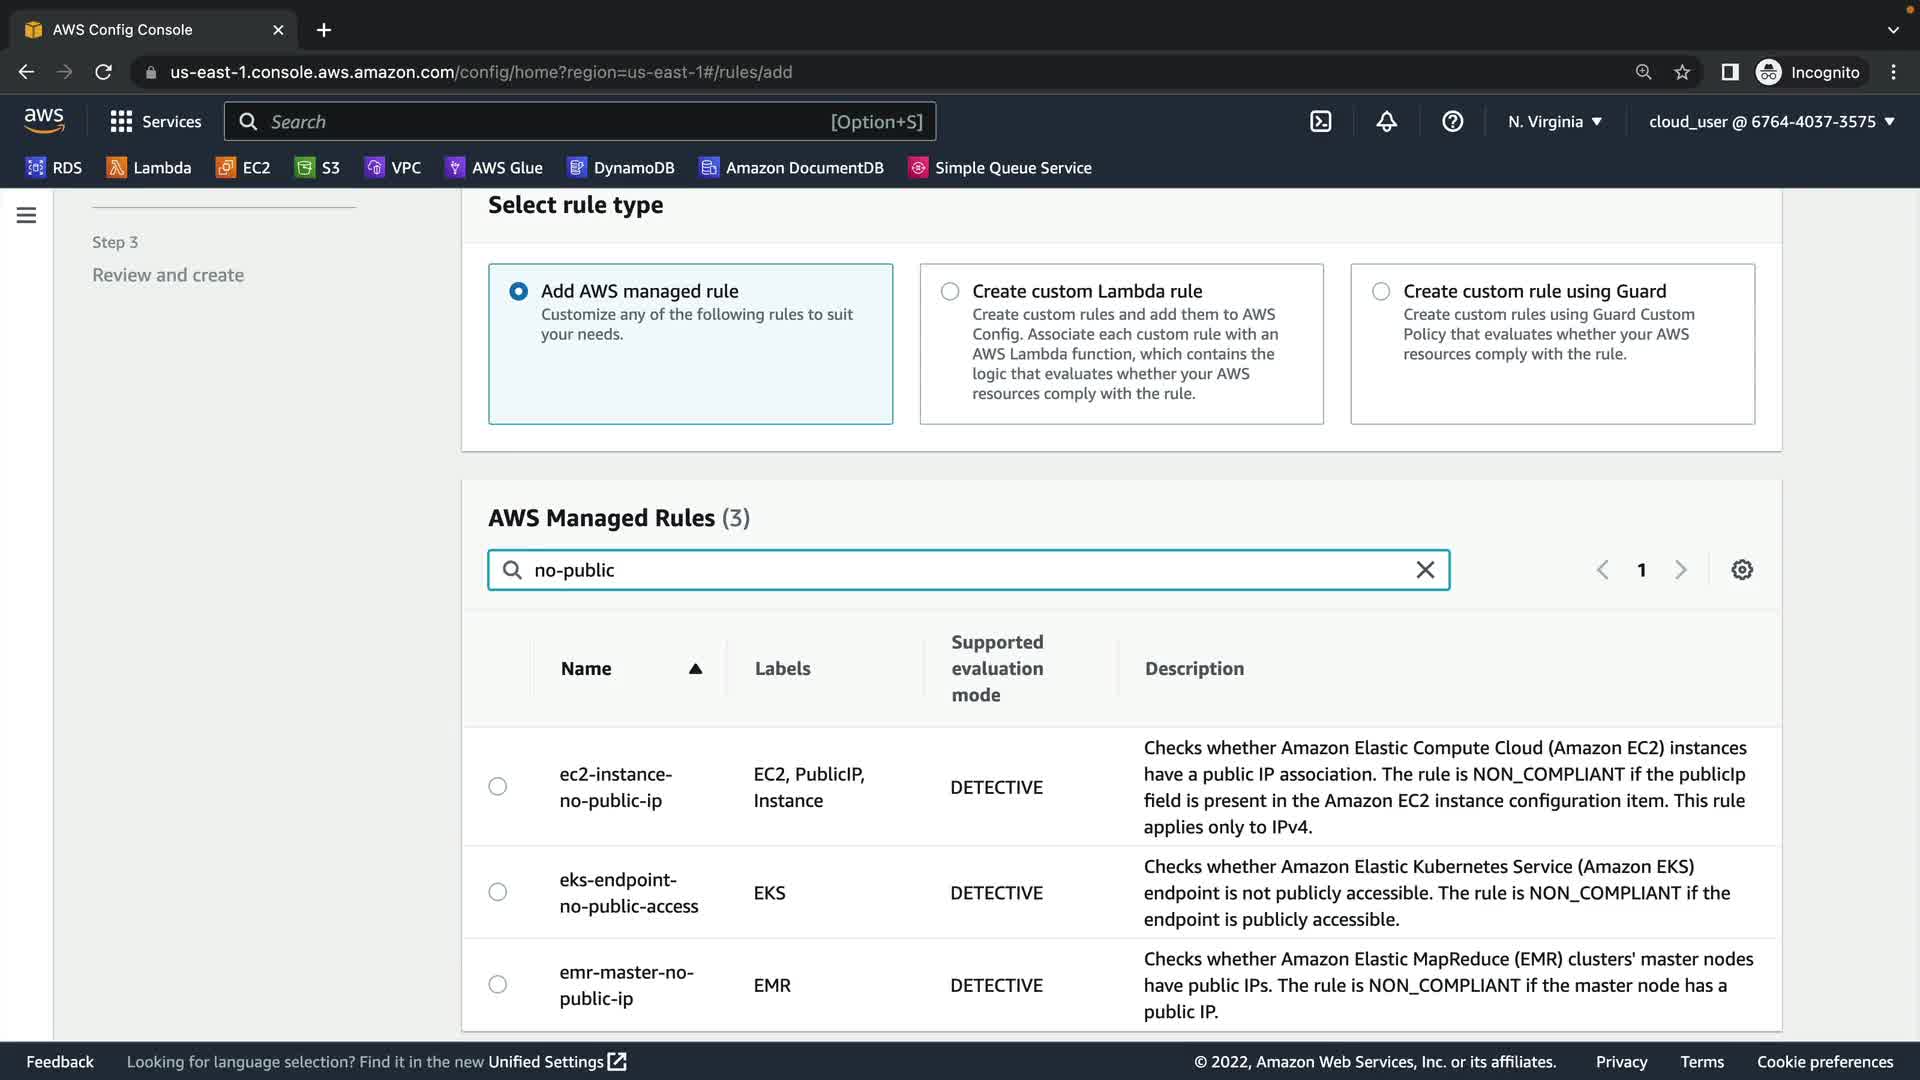 AWS Config Console
us-east-1.console.aws.amazon.com/config/home?region=us-east-1#/rules/add
Incognito
aws
Services
Search
[Option+S]
N. Virginia
cloud_user @ 6764-4037-3575
RDS
Lambda
EC2
S3
VPC
AWS Glue
DynamoDB
Amazon DocumentDB
Simple Queue Service
Step 3
Review and create
Select rule type
Add AWS managed rule
Customize any of the following rules to suit
your needs.
Create custom Lambda rule
Create custom rules and add them to AWS
Config. Associate each custom rule with an
AWS Lambda function, which contains the
logic that evaluates whether your AWS
resources comply with the rule.
Create custom rule using Guard
Create custom rules using Guard Custom
Policy that evaluates whether your AWS
resources comply with the rule.
AWS Managed Rules (3)
no-public
1
Name
Labels
Supported
evaluation
mode
Description
ec2-instance-
no-public-ip
EC2, PublicIP,
Instance
DETECTIVE
Checks whether Amazon Elastic Compute Cloud (Amazon EC2) instances
have a public IP association. The rule is NON_COMPLIANT if the publicIp
field is present in the Amazon EC2 instance configuration item. This rule
applies only to IPv4.
eks-endpoint-
no-public-access
EKS
DETECTIVE
Checks whether Amazon Elastic Kubernetes Service (Amazon EKS)
endpoint is not publicly accessible. The rule is NON_COMPLIANT if the
endpoint is publicly accessible.
emr-master-no-
public-ip
EMR
DETECTIVE
Checks whether Amazon Elastic MapReduce (EMR) clusters' master nodes
have public IPs. The rule is NON_COMPLIANT if the master node has a
public IP.
Feedback
Looking for language selection? Find it in the new Unified Settings
© 2022, Amazon Web Services, Inc. or its affiliates.
Privacy
Terms
Cookie preferences